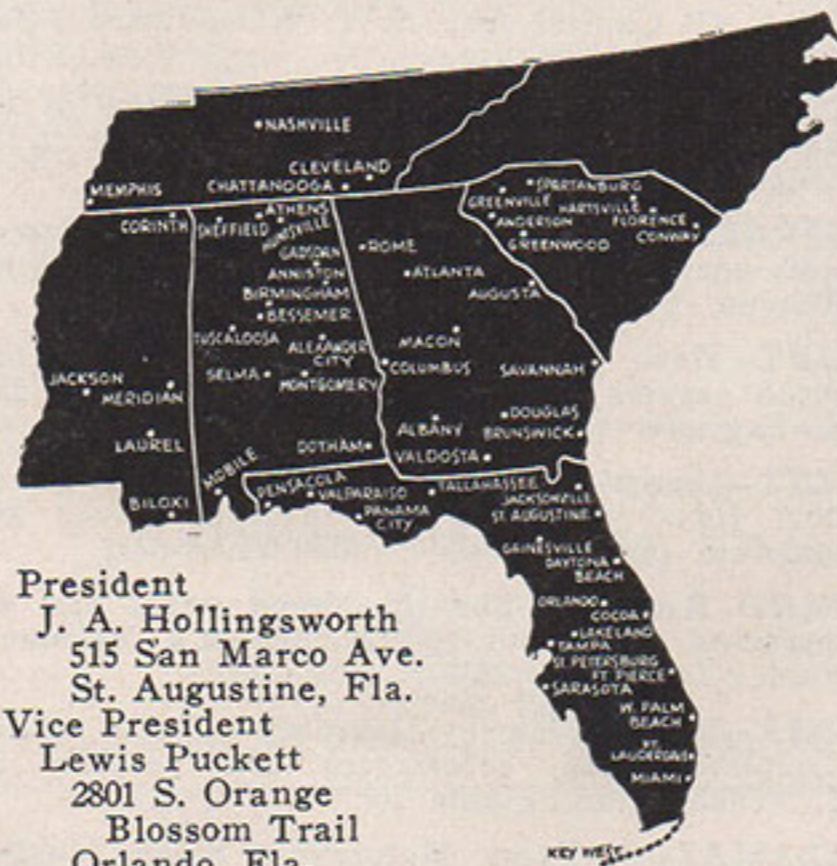 NASHVILLE
CLEVELAND
CHATTANOOGA
MEMPHIS
SPARTANBURG
GREENVILLE
HARTSVILLE
ANDERSON
FLORENCE
CONWAY
GREENWOOD
CORINTH
SHEFFIELD
ATHENS
HUNTSVILLE
GADSDEN
ANNISTON
BIRMINGHAM
BESSEMER
TUSCALOOSA
ALEXANDER
CITY
SELMA
MONTGOMERY
ROME
ATLANTA
AUGUSTA
MACON
COLUMBUS
SAVANNAH
JACKSON
MERIDIAN
LAUREL
DOUGLAS
ALBANY
BRUNSWICK
DOTHAM
VALDOSTA
BILOXI
MOBILE
PENSACOLA
VALPARAISO
PANAMA
CITY
TALLAHASSEE
JACKSONVILLE
ST. AUGUSTINE
GAINESVILLE
DAYTONA
BEACH
ORLANDO
COCOA
LAKELAND
TAMPA
ST. PETERSBURG
FT PIERCE
SARASOTA
W. PALM
BEACH
FT.
LAUDERDALE
MIAMI
KEY WEST
President
J. A. Hollingsworth
515 San Marco Ave.
St. Augustine, Fla.
Vice President
Lewis Puckett
2801 S. Orange
Blossom Trail
Orlando, Fla.